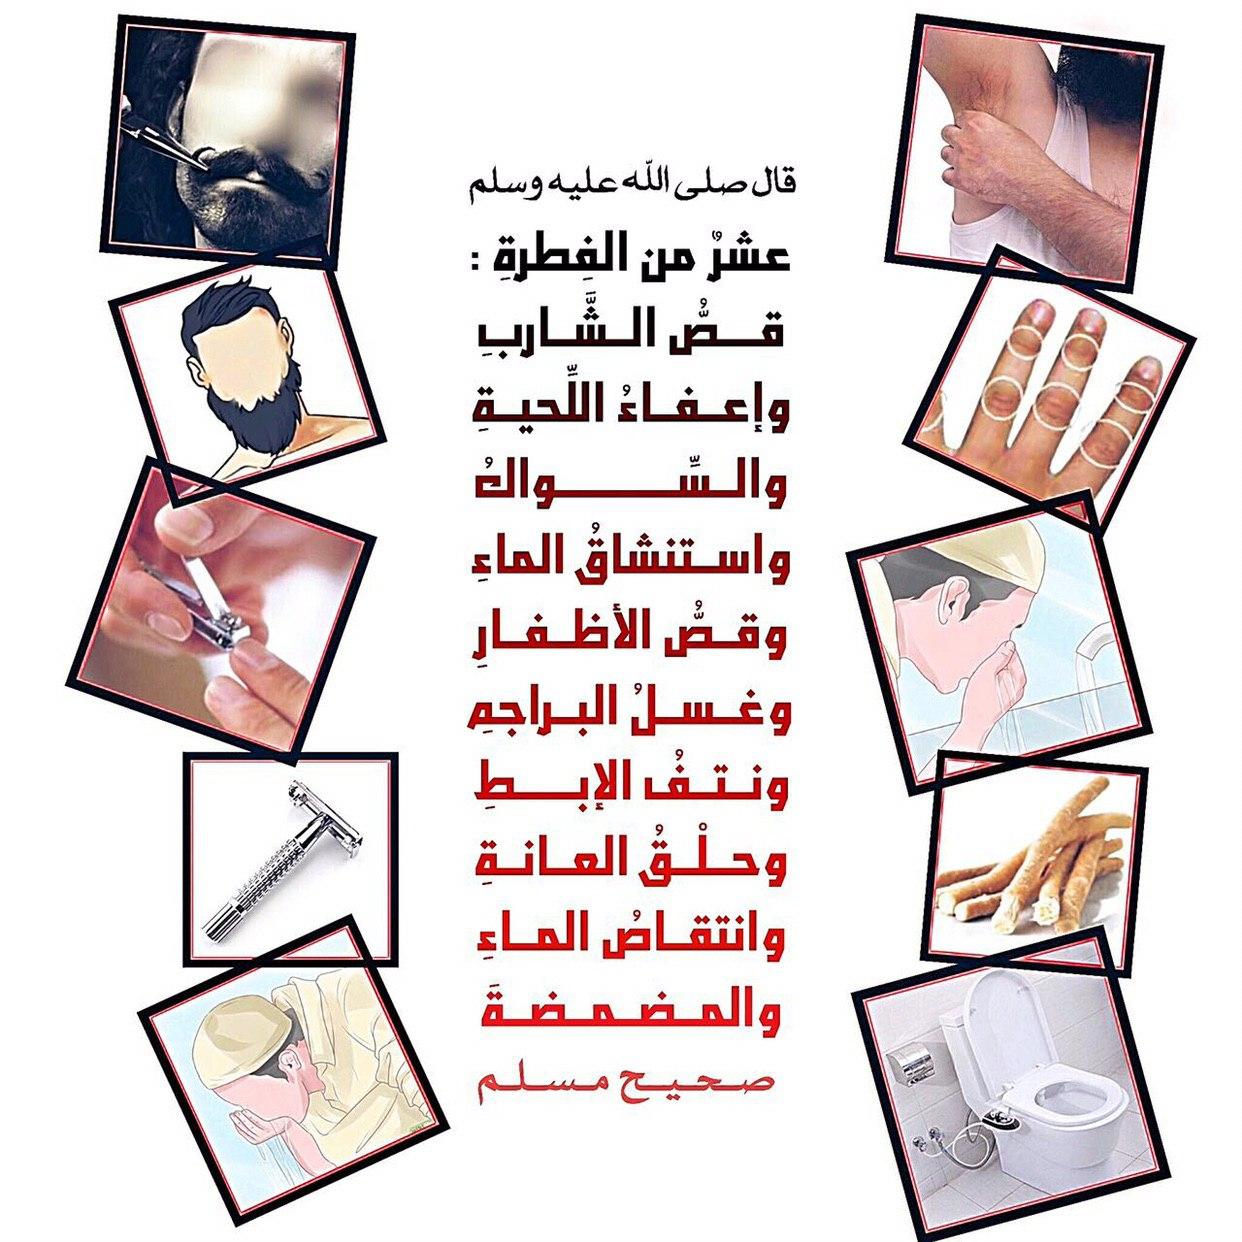 قال صلى الله عليه وسلم
عشرٌ من الفِطرةِ :
قصُّ الشَّاربِ
وإعفاءُ اللِّحيةِ
والسِّواكُ
واستنشاقُ الماءِ
وقصُّ الأظفارِ
وغسلُ البراجمِ
ونتفُ الإبطِ
وحلْقُ العانةِ
وانتقاصُ الماءِ
والمضمضةَ
صحيح مسلم